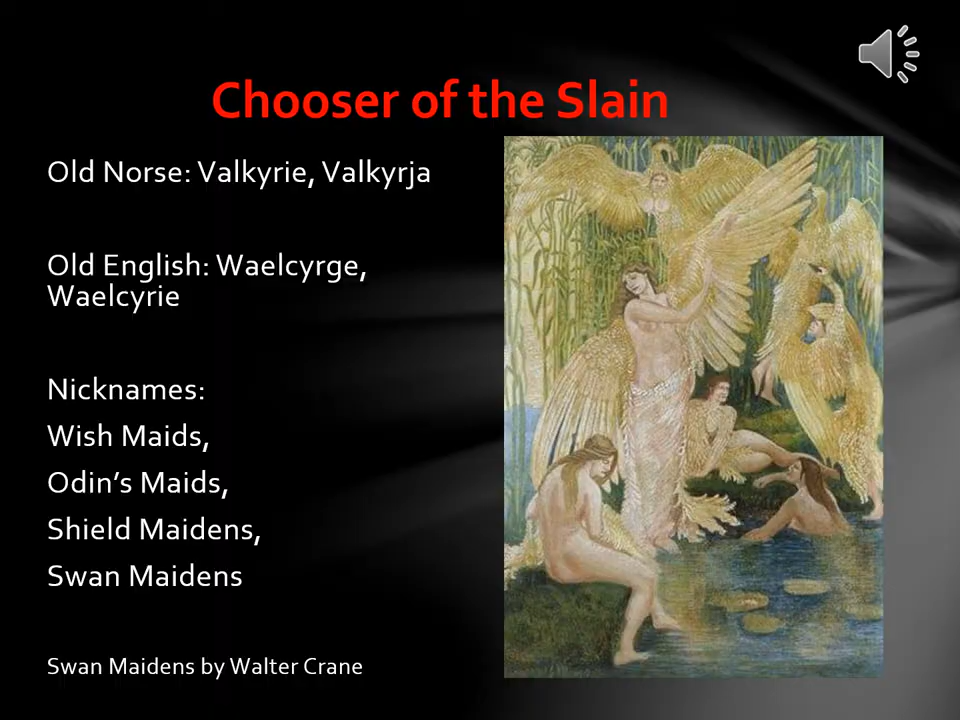 Chooser of the Slain
Old Norse: Valkyrie, Valkyrja
Old English: Waelcyrge,
Waelcyrie
Nicknames:
Wish Maids,
Odin’s Maids,
Shield Maidens,
Swan Maidens
Swan Maidens by Walter Crane